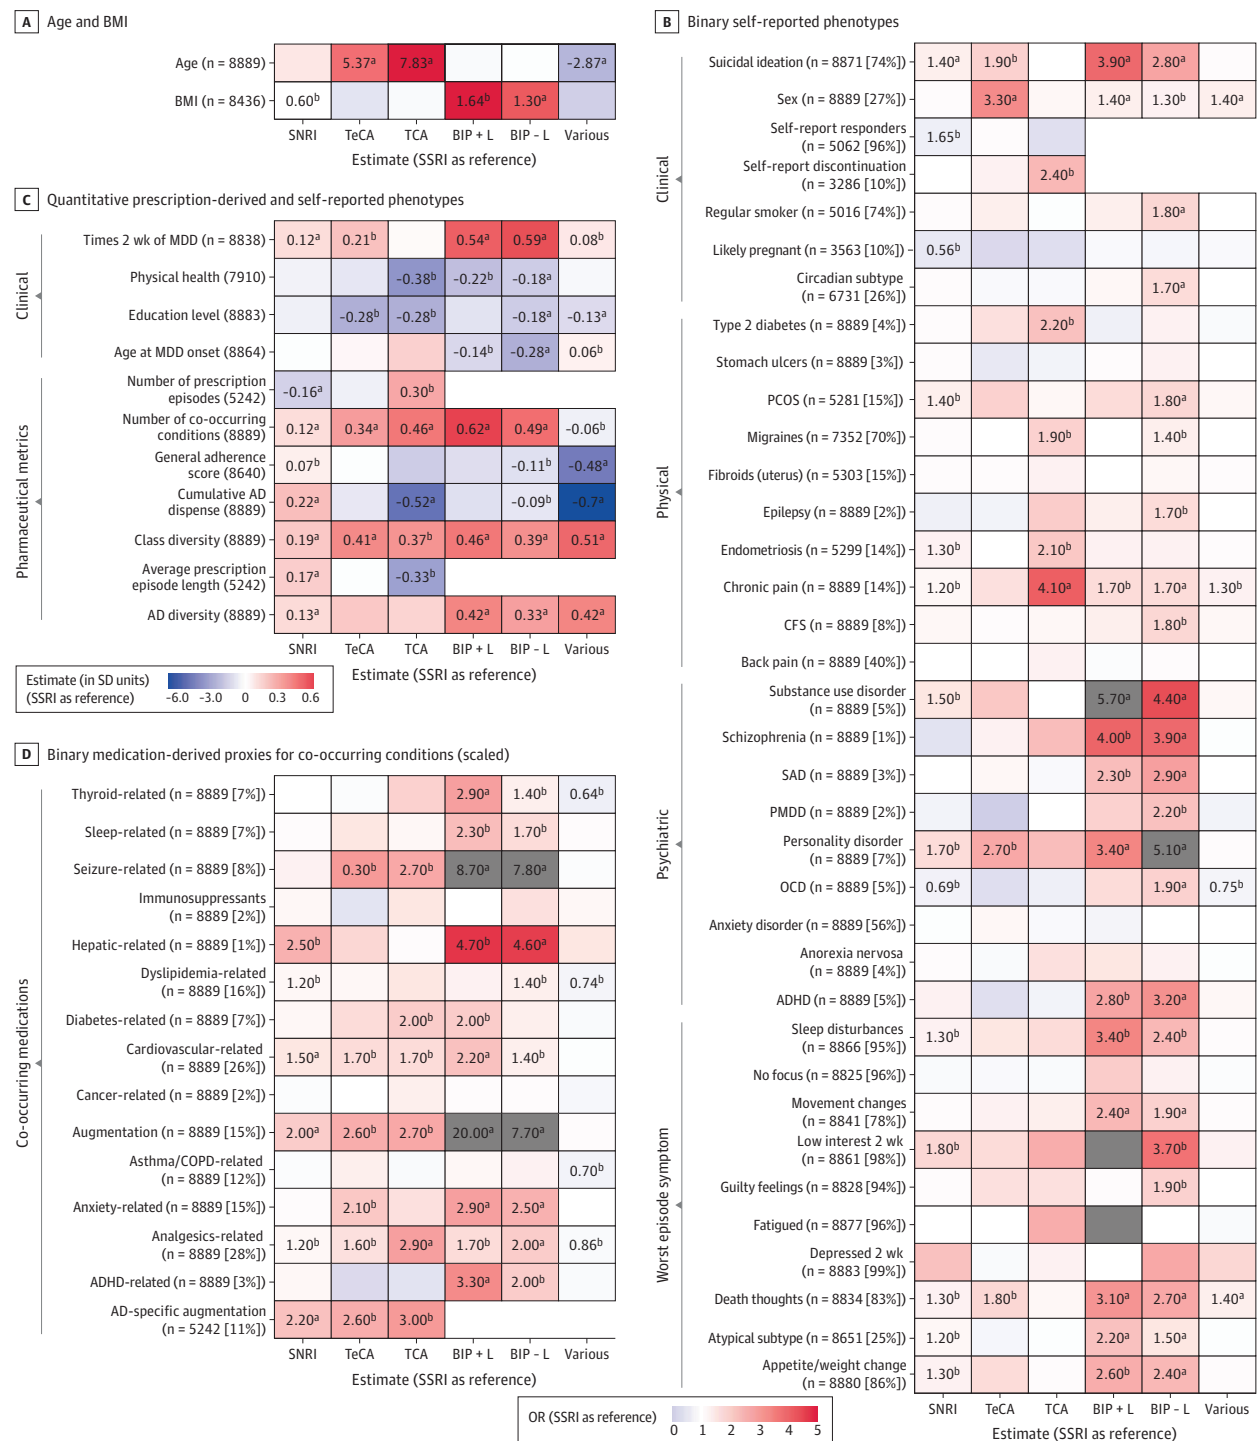 A Age and BMI
Age (n = 8889) 5.37a 7.83a -2.87a
BMI (n = 8436) 0.60b 1.64b 1.30a
SNRI TeCA TCA BIP + L BIP – L Various
Estimate (SSRI as reference)
C Quantitative prescription-derived and self-reported phenotypes
Clinical
Times 2 wk of MDD (n = 8838) 0.12a 0.21b 0.54a 0.59a 0.08b
Physical health (7910) -0.38b -0.22b -0.18a
Education level (8883) -0.28b -0.28b -0.18a -0.13a
Age at MDD onset (8864) -0.14b -0.28a 0.06b
Pharmaceutical metrics
Number of prescription
episodes (5242) -0.16a 0.30b
Number of co-occurring
conditions (8889) 0.12a 0.34a 0.46a 0.62a 0.49a -0.06b
General adherence
score (8640) 0.07b -0.11b -0.48a
Cumulative AD
dispense (8889) 0.22a -0.52a -0.09b -0.7a
Class diversity (8889) 0.19a 0.41a 0.37b 0.46a 0.39a 0.51a
Average prescription
episode length (5242) 0.17a -0.33b
AD diversity (8889) 0.13a 0.42a 0.33a 0.42a
SNRI TeCA TCA BIP + L BIP – L Various
Estimate (SSRI as reference)
Estimate (in SD units)
(SSRI as reference)
-6.0 -3.0 0 0.3 0.6
D Binary medication-derived proxies for co-occurring conditions (scaled)
Co-occurring medications
Thyroid-related (n = 8889 [7%]) 2.90a 1.40b 0.64b
Sleep-related (n = 8889 [7%]) 2.30b 1.70b
Seizure-related (n = 8889 [8%]) 0.30b 2.70b 8.70a 7.80a
Immunosuppressants
(n = 8889 [2%])
Hepatic-related (n = 8889 [1%]) 2.50b 4.70b 4.60a
Dyslipidemia-related
(n = 8889 [16%]) 1.20b 1.40b 0.74b
Diabetes-related (n = 8889 [7%]) 2.00b 2.00b
Cardiovascular-related
(n = 8889 [26%]) 1.50a 1.70b 1.70b 2.20a 1.40b
Cancer-related (n = 8889 [2%])
Augmentation (n = 8889 [15%]) 2.00a 2.60b 2.70b 20.00a 7.70a
Asthma/COPD-related
(n = 8889 [12%]) 0.70b
Anxiety-related (n = 8889 [15%]) 2.10b 2.90a 2.50a
Analgesics-related
(n = 8889 [28%]) 1.20b 1.60b 2.90a 1.70b 2.00a 0.86b
ADHD-related (n = 8889 [3%]) 3.30a 2.00b
AD-specific augmentation
(n = 5242 [11%]) 2.20a 2.60b 3.00b
SNRI TeCA TCA BIP + L BIP – L Various
Estimate (SSRI as reference)
B Binary self-reported phenotypes
Clinical
Suicidal ideation (n = 8871 [74%]) 1.40a 1.90b 3.90a 2.80a
Sex (n = 8889 [27%]) 3.30a 1.40a 1.30b 1.40a
Self-report responders
(n = 5062 [96%]) 1.65b
Self-report discontinuation
(n = 3286 [10%]) 2.40b
Regular smoker (n = 5016 [74%]) 1.80a
Likely pregnant (n = 3563 [10%]) 0.56b
Circadian subtype
(n = 6731 [26%]) 1.70a
Physical
Type 2 diabetes (n = 8889 [4%]) 2.20b
Stomach ulcers (n = 8889 [3%])
PCOS (n = 5281 [15%]) 1.40b 1.80a
Migraines (n = 7352 [70%]) 1.90b 1.40b
Fibroids (uterus) (n = 5303 [15%])
Epilepsy (n = 8889 [2%]) 1.70b
Endometriosis (n = 5299 [14%]) 1.30b 2.10b
Chronic pain (n = 8889 [14%]) 1.20b 4.10a 1.70b 1.70a 1.30b
CFS (n = 8889 [8%]) 1.80b
Back pain (n = 8889 [40%])
Psychiatric
Substance use disorder
(n = 8889 [5%]) 1.50b 5.70a 4.40a
Schizophrenia (n = 8889 [1%]) 4.00b 3.90a
SAD (n = 8889 [3%]) 2.30b 2.90a
PMDD (n = 8889 [2%]) 2.20b
Personality disorder
(n = 8889 [7%]) 1.70b 2.70b 3.40a 5.10a
OCD (n = 8889 [5%]) 0.69b 1.90a 0.75b
Anxiety disorder (n = 8889 [56%])
Anorexia nervosa
(n = 8889 [4%])
ADHD (n = 8889 [5%]) 2.80b 3.20a
Worst episode symptom
Sleep disturbances
(n = 8866 [95%]) 1.30b 3.40b 2.40b
No focus (n = 8825 [96%])
Movement changes
(n = 8841 [78%]) 2.40a 1.90a
Low interest 2 wk
(n = 8861 [98%]) 1.80b 3.70b
Guilty feelings (n = 8828 [94%]) 1.90b
Fatigued (n = 8877 [96%])
Depressed 2 wk
(n = 8883 [99%])
Death thoughts (n = 8834 [83%]) 1.30b 1.80b 3.10a 2.70a 1.40a
Atypical subtype (n = 8651 [25%]) 1.20b 2.20a 1.50a
Appetite/weight change
(n = 8880 [86%]) 1.30b 2.60b 2.40a
SNRI TeCA TCA BIP + L BIP – L Various
Estimate (SSRI as reference)
OR (SSRI as reference) 0 1 2 3 4 5